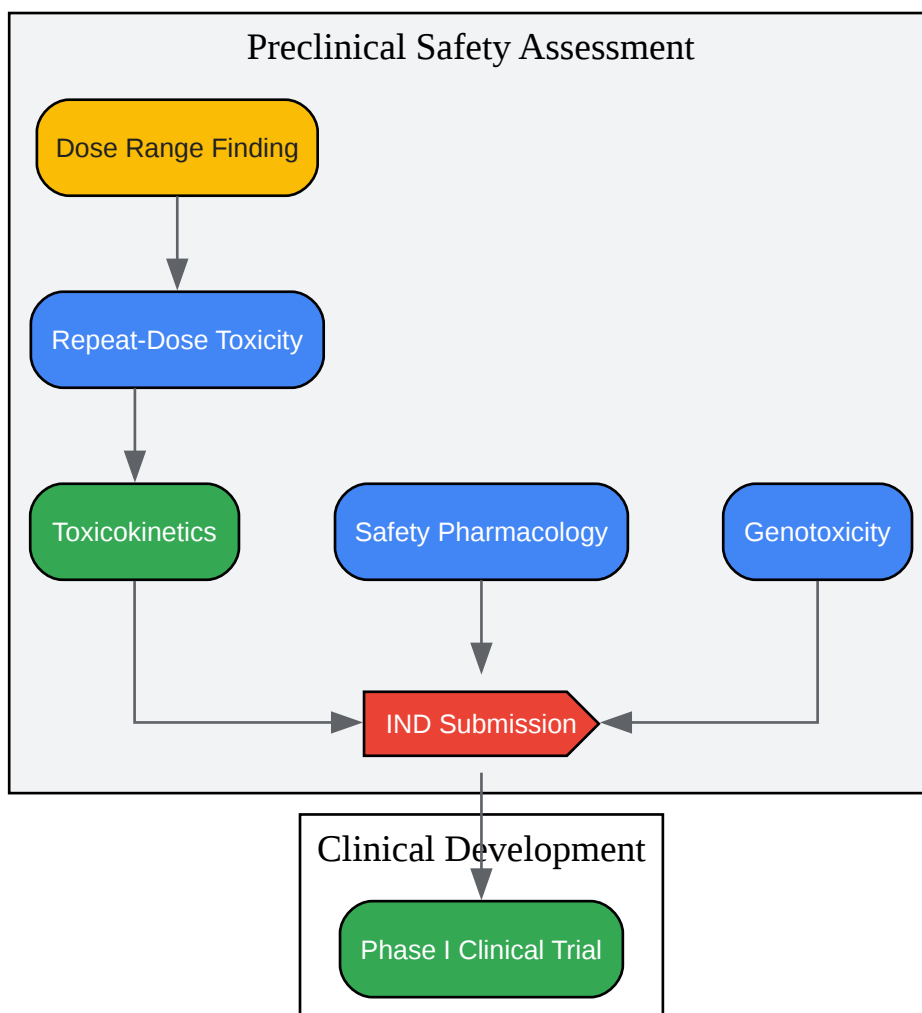 Preclinical Safety Assessment
Dose Range Finding
Repeat-Dose Toxicity
Toxicokinetics
Safety Pharmacology
Genotoxicity
IND Submission
Clinical Development
Phase I Clinical Trial